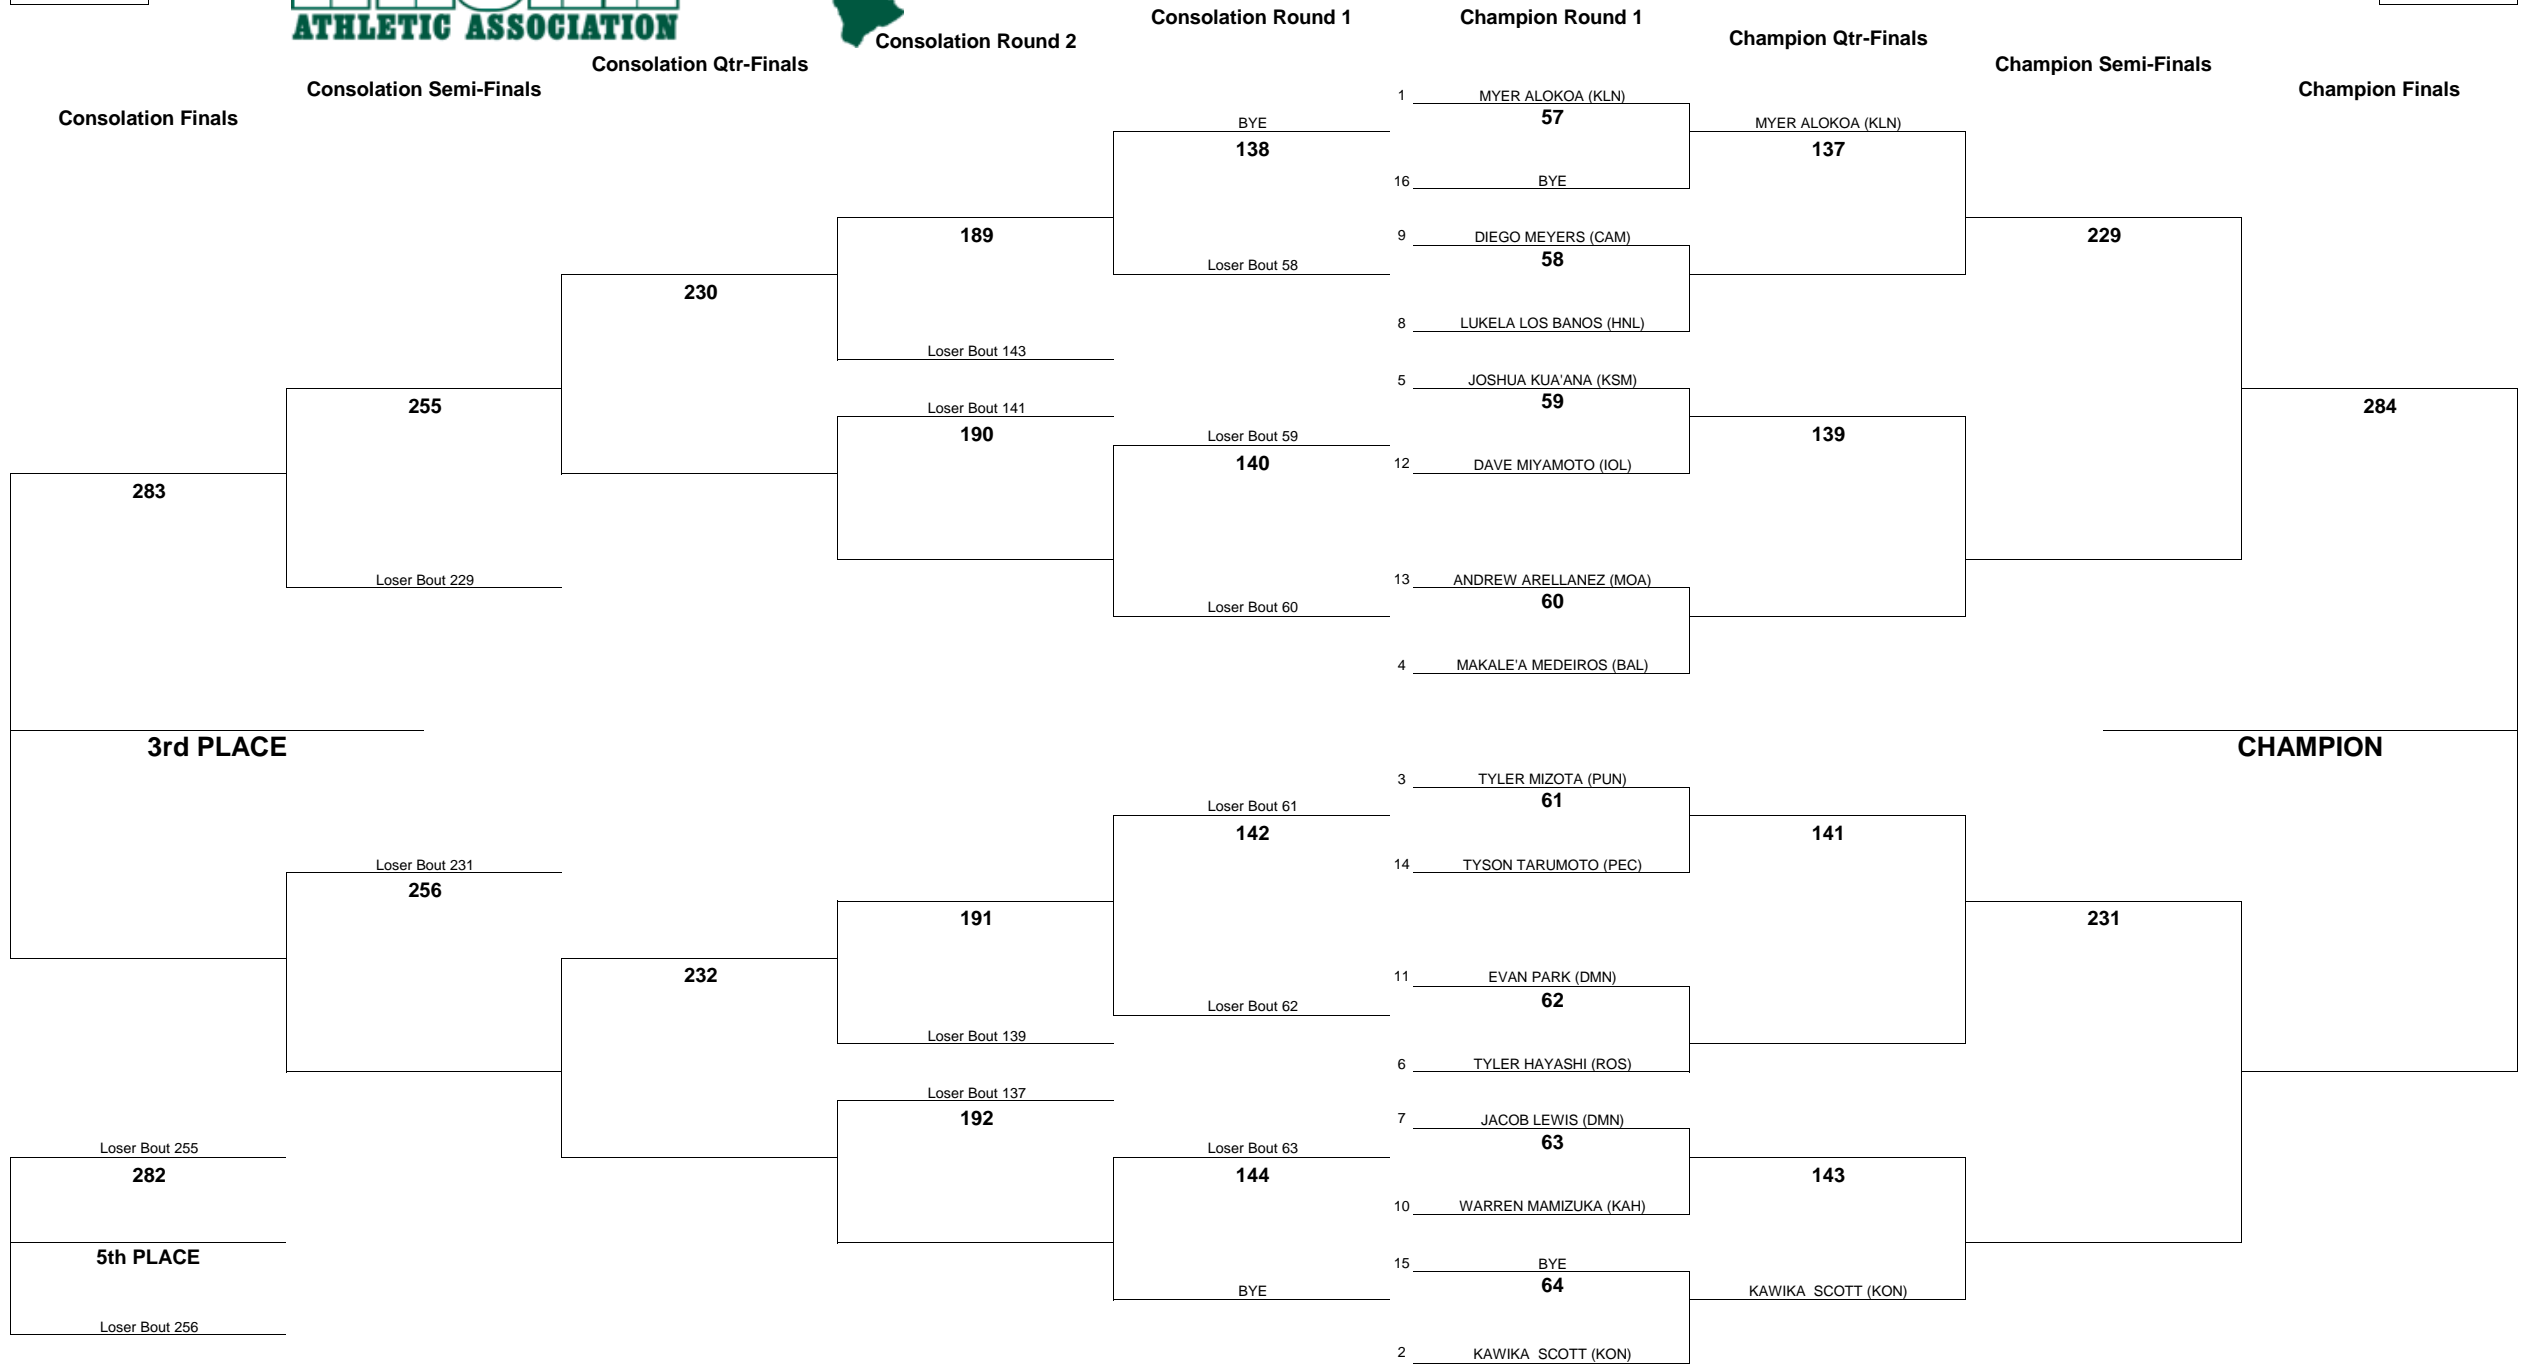 ATHLETIC ASSOCIATION
Consolation Round 1
Champion Round 1
Consolation Round 2
Champion Qtr-Finals
Consolation Qtr-Finals
Champion Semi-Finals
Consolation Semi-Finals
Champion Finals
Consolation Finals
1 MYER ALOKOA (KLN)
57
BYE
MYER ALOKOA (KLN)
138
137
16 BYE
189
9 DIEGO MEYERS (CAM)
229
58
Loser Bout 58
230
8 LUKELA LOS BANOS (HNL)
Loser Bout 143
5 JOSHUA KUA'ANA (KSM)
59
255
Loser Bout 141
284
190
Loser Bout 59
139
140
12 DAVE MIYAMOTO (IOL)
283
Loser Bout 229
13 ANDREW ARELLANEZ (MOA)
60
Loser Bout 60
4 MAKALE'A MEDEIROS (BAL)
3rd PLACE
CHAMPION
3 TYLER MIZOTA (PUN)
61
Loser Bout 61
142
141
Loser Bout 231
14 TYSON TARUMOTO (PEC)
256
191
231
232
11 EVAN PARK (DMN)
62
Loser Bout 62
Loser Bout 139
6 TYLER HAYASHI (ROS)
Loser Bout 137
192
7 JACOB LEWIS (DMN)
63
Loser Bout 255
Loser Bout 63
282
144
143
10 WARREN MAMIZUKA (KAH)
5th PLACE
15 BYE
64
BYE
KAWIKA SCOTT (KON)
Loser Bout 256
2 KAWIKA SCOTT (KON)